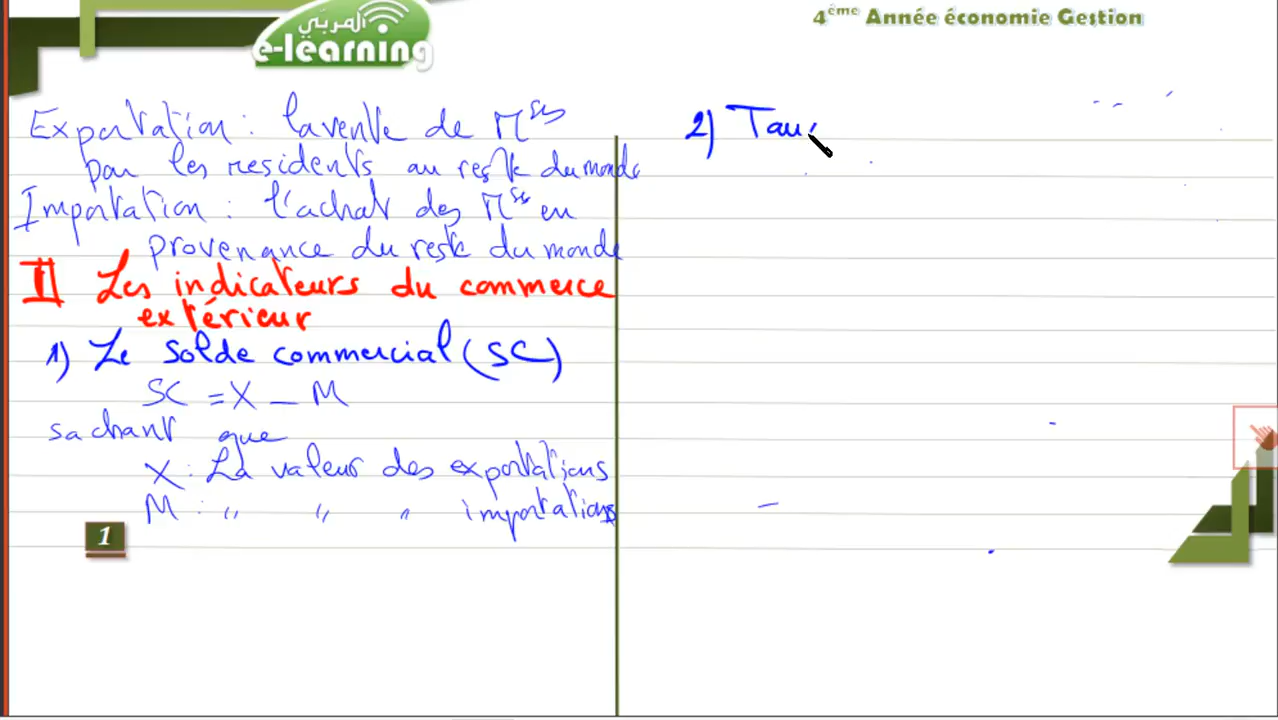 المربي
e-learning
4ème Année économie Gestion
Exportation : la vente de Mses
par les residents au reste du monde
Importation : l'achat des Mses en
provenance du reste du monde
II Les indicateurs du commerce
extérieur
1) Le solde commercial (SC)
SC = X – M
sachant que
X : La valeur des exportations
M : " " " importations
1
2) Tau